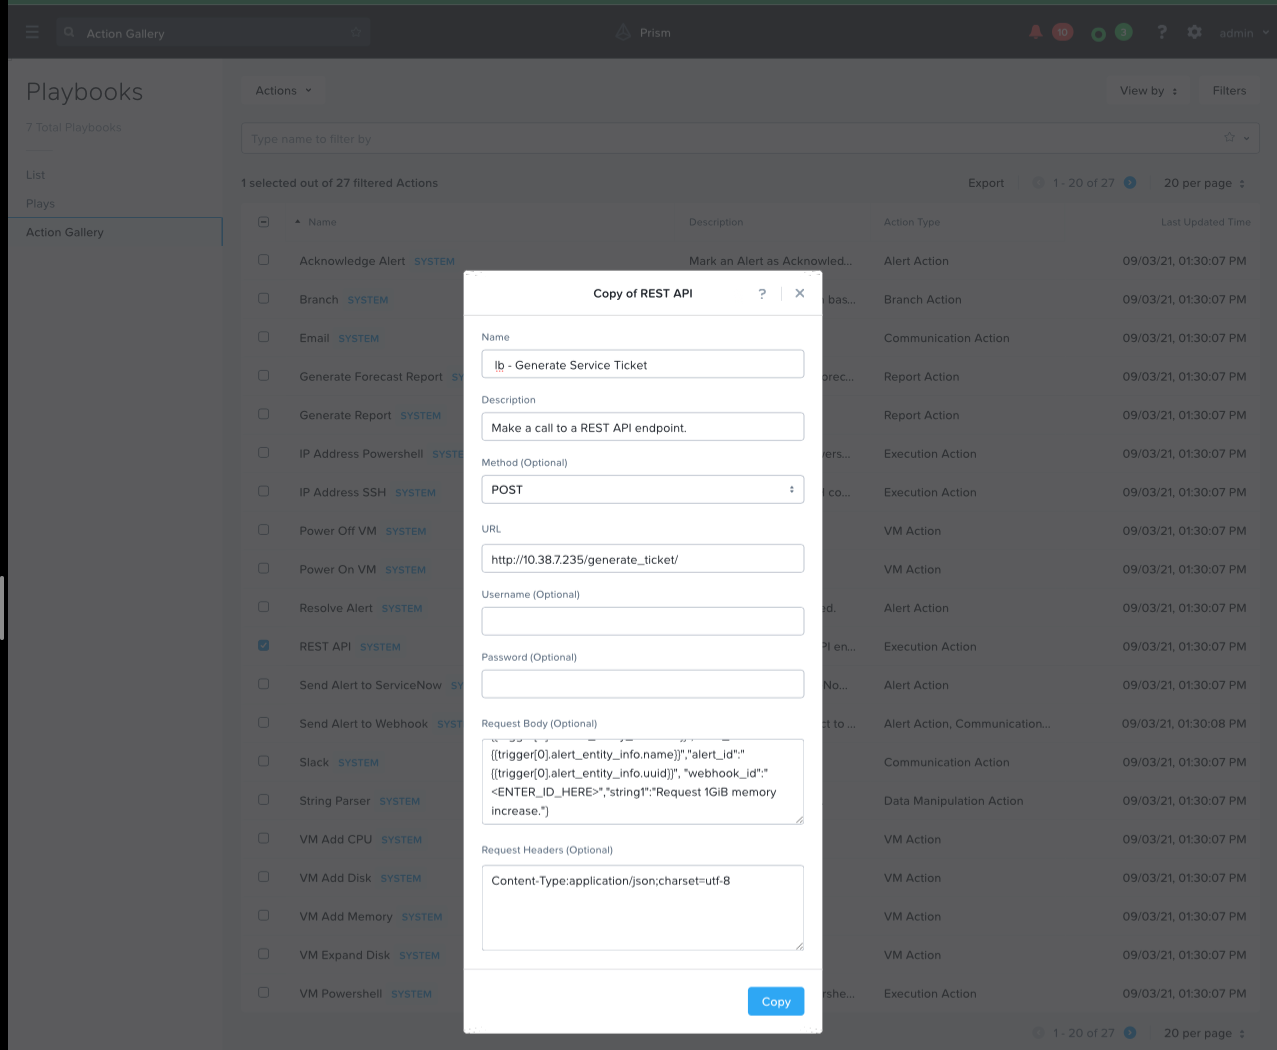 Action Gallery
Prism
10
3
?
admin
Playbooks
7 Total Playbooks
List
Plays
Action Gallery
Actions
View by
Filters
Type name to filter by
1 selected out of 27 filtered Actions
Export
1 - 20 of 27
20 per page
Name Description Action Type Last Updated Time
Acknowledge Alert SYSTEM Mark an Alert as Acknowled... Alert Action 09/03/21, 01:30:07 PM
Branch SYSTEM bas... Branch Action 09/03/21, 01:30:07 PM
Email SYSTEM Communication Action 09/03/21, 01:30:07 PM
Generate Forecast Report SY orec... Report Action 09/03/21, 01:30:07 PM
Generate Report SYSTEM Report Action 09/03/21, 01:30:07 PM
IP Address Powershell SYSTE vers... Execution Action 09/03/21, 01:30:07 PM
IP Address SSH SYSTEM co... Execution Action 09/03/21, 01:30:07 PM
Power Off VM SYSTEM VM Action 09/03/21, 01:30:07 PM
Power On VM SYSTEM VM Action 09/03/21, 01:30:07 PM
Resolve Alert SYSTEM ed. Alert Action 09/03/21, 01:30:07 PM
REST API SYSTEM PI en... Execution Action 09/03/21, 01:30:07 PM
Send Alert to ServiceNow SY No... Alert Action 09/03/21, 01:30:07 PM
Send Alert to Webhook SYST ct to ... Alert Action, Communication... 09/03/21, 01:30:08 PM
Slack SYSTEM Communication Action 09/03/21, 01:30:07 PM
String Parser SYSTEM Data Manipulation Action 09/03/21, 01:30:07 PM
VM Add CPU SYSTEM VM Action 09/03/21, 01:30:07 PM
VM Add Disk SYSTEM VM Action 09/03/21, 01:30:07 PM
VM Add Memory SYSTEM VM Action 09/03/21, 01:30:07 PM
VM Expand Disk SYSTEM VM Action 09/03/21, 01:30:07 PM
VM Powershell SYSTEM rshe... Execution Action 09/03/21, 01:30:07 PM
1 - 20 of 27
20 per page
Copy of REST API
?
Name
lb - Generate Service Ticket
Description
Make a call to a REST API endpoint.
Method (Optional)
POST
URL
http://10.38.7.235/generate_ticket/
Username (Optional)
Password (Optional)
Request Body (Optional)
{{trigger[0].alert_entity_info.name}}","alert_id":"
{{trigger[0].alert_entity_info.uuid}}", "webhook_id":"
<ENTER_ID_HERE>","string1":"Request 1GiB memory
increase."}
Request Headers (Optional)
Content-Type:application/json;charset=utf-8
Copy